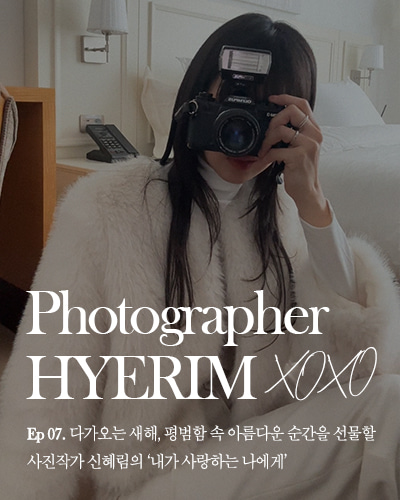 OLYMPUS
Photographer
HYERIM XOXO
Ep 07. 다가오는 새해, 평범함 속 아름다운 순간을 선물할
사진작가 신혜림의 ‘내가 사랑하는 나에게’